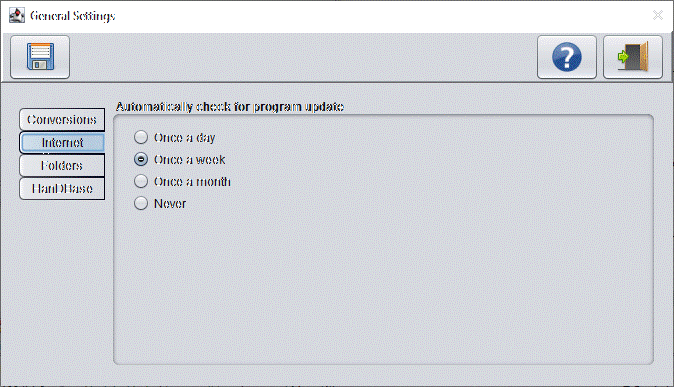 General Settings
Automatically check for program update
Conversions
Internet
Folders
HanDBase
Once a day
Once a week
Once a month
Never